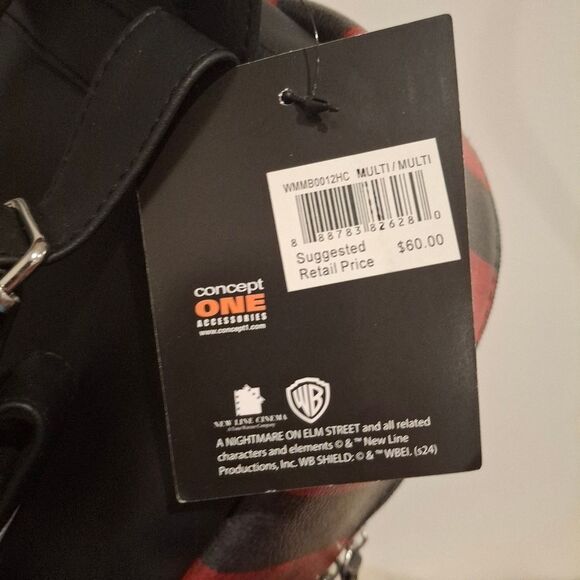 WMMB0012HC MULTI / MULTI
8 88783 82628 0
Suggested
Retail Price $60.00
concept
ONE
ACCESSORIES
www.concept1.com
NEW LINE CINEMA
WB
A NIGHTMARE ON ELM STREET and all related
characters and elements © & ™ New Line
Productions, Inc. WB SHIELD: © & ™ WBEI. (s24)